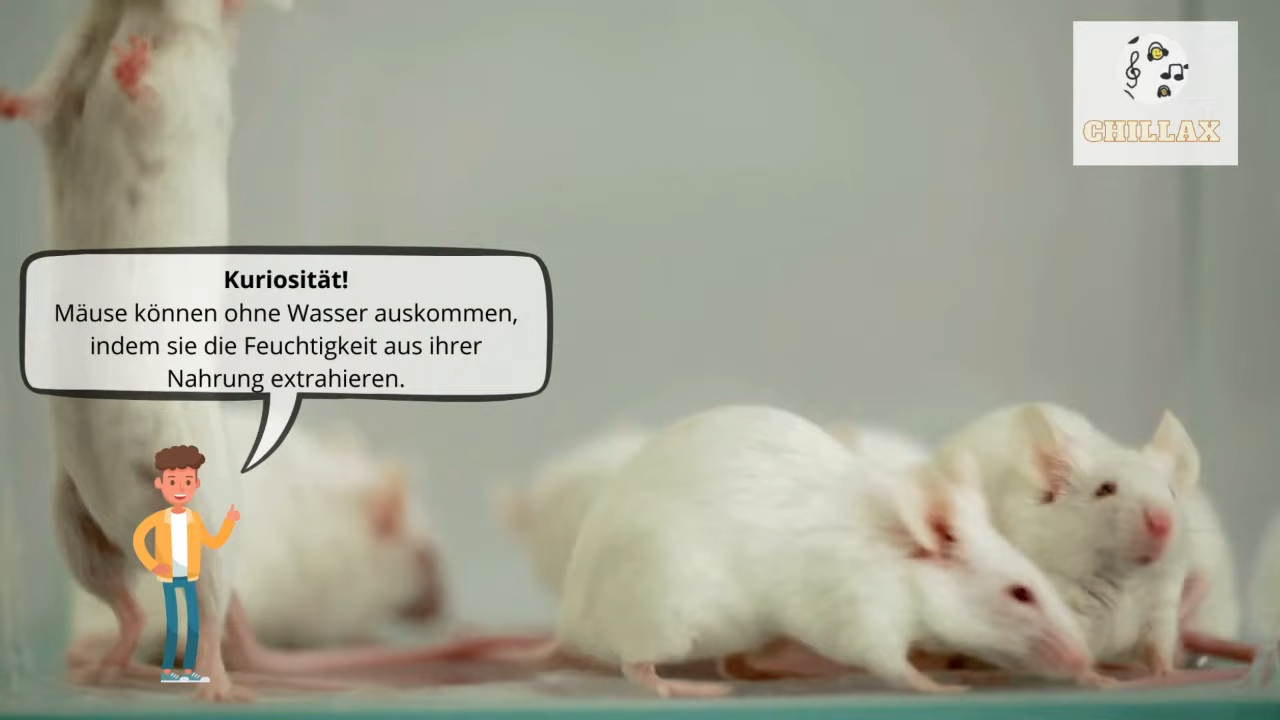 CHILLAX
Kuriosität!
Mäuse können ohne Wasser auskommen,
indem sie die Feuchtigkeit aus ihrer
Nahrung extrahieren.